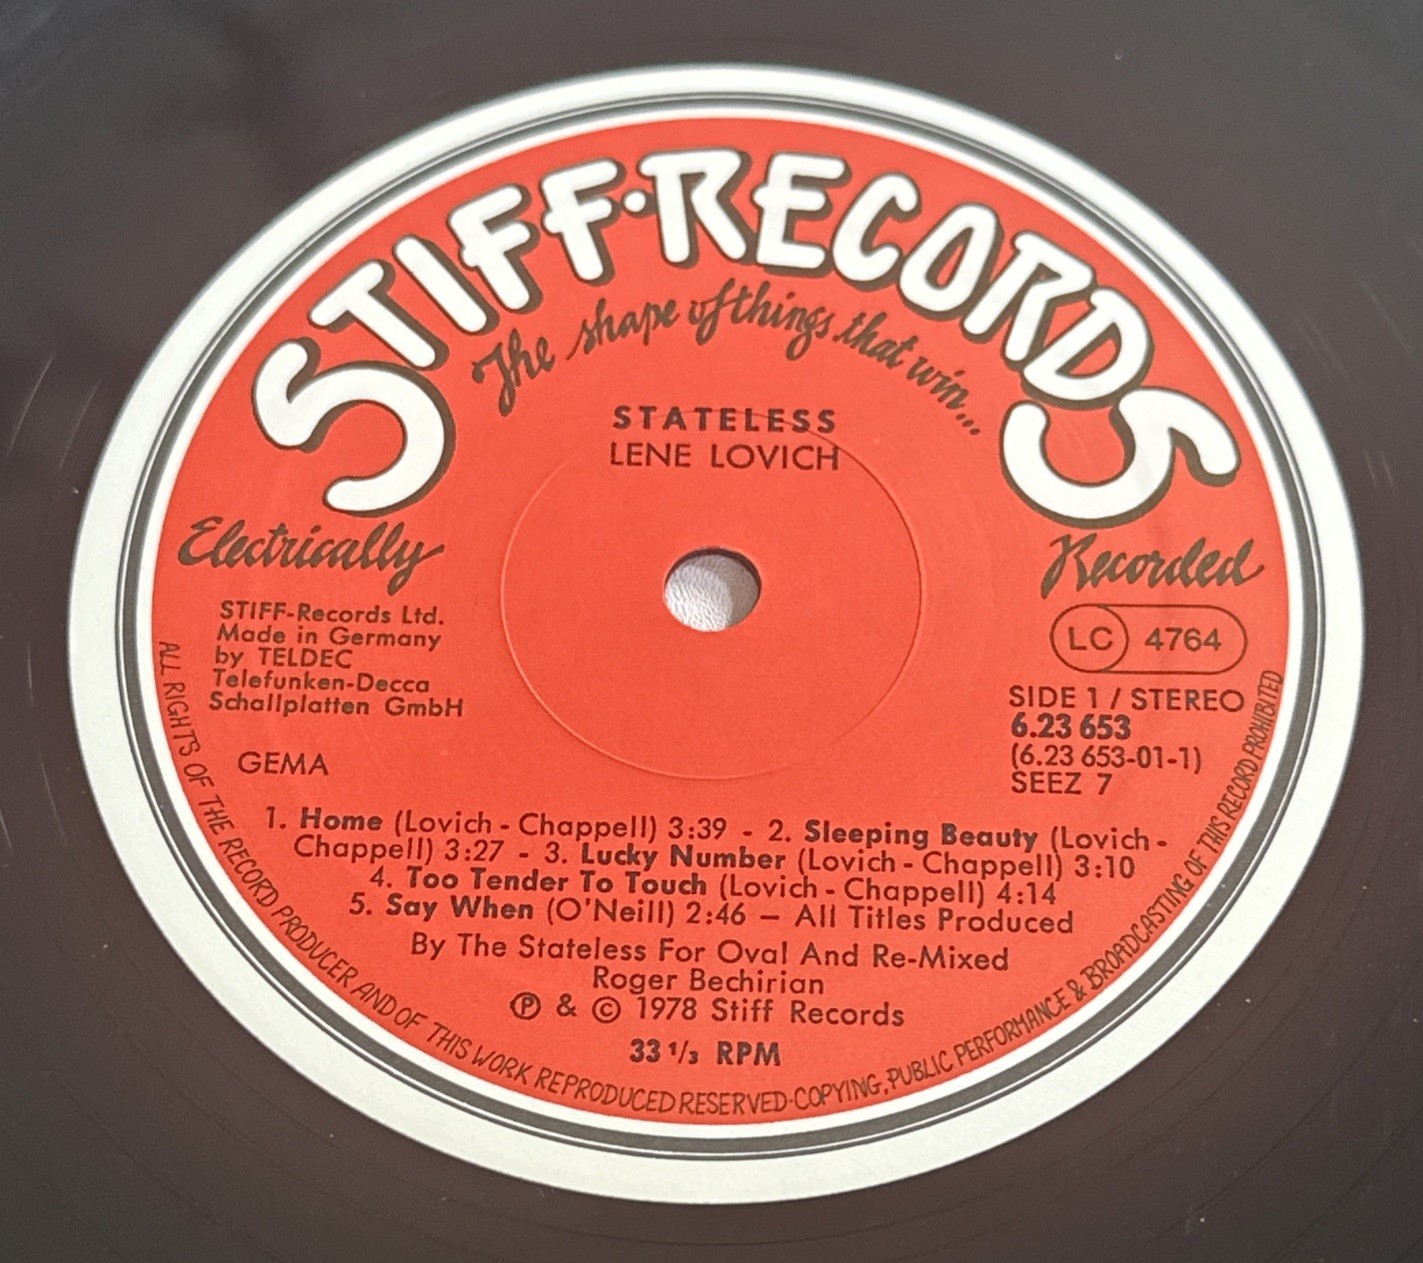 STIFF·RECORDS
The shape of things that win...
STATELESS
LENE LOVICH
Electrically
Recorded
STIFF-Records Ltd.
Made in Germany
by TELDEC
Telefunken-Decca
Schallplatten GmbH
GEMA
LC 4764
SIDE 1 / STEREO
6.23 653
(6.23 653-01-1)
SEEZ 7
1. Home (Lovich - Chappell) 3:39 - 2. Sleeping Beauty (Lovich -
Chappell) 3:27 - 3. Lucky Number (Lovich - Chappell) 3:10
4. Too Tender To Touch (Lovich - Chappell) 4:14
5. Say When (O'Neill) 2:46 – All Titles Produced
By The Stateless For Oval And Re-Mixed
Roger Bechirian
Ⓟ & © 1978 Stiff Records
33 1/3 RPM
ALL RIGHTS OF THE RECORD PRODUCER AND OF THIS WORK REPRODUCED RESERVED·COPYING, PUBLIC PERFORMANCE & BROADCASTING OF THIS RECORD PROHIBITED